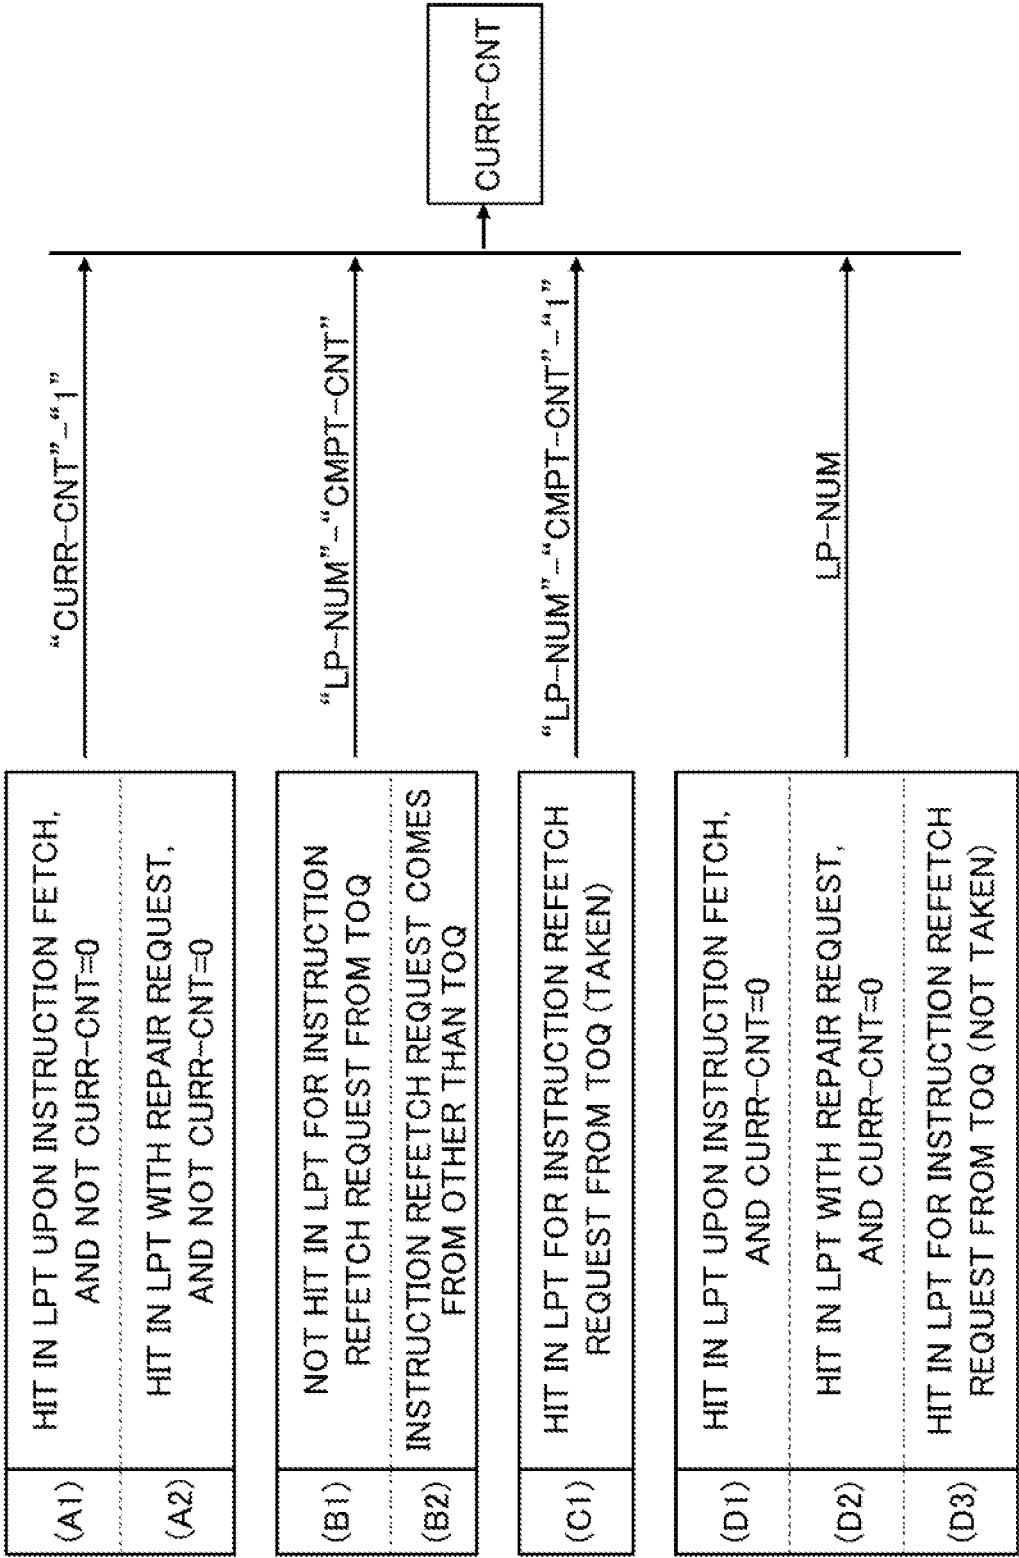 (A1)
HIT IN LPT UPON INSTRUCTION FETCH,
AND NOT CURR-CNT=0
(A2)
HIT IN LPT WITH REPAIR REQUEST,
AND NOT CURR-CNT=0
“CURR-CNT”-“1”
(B1)
NOT HIT IN LPT FOR INSTRUCTION
REFETCH REQUEST FROM TOQ
(B2)
INSTRUCTION REFETCH REQUEST COMES
FROM OTHER THAN TOQ
“LP-NUM”-“CMPT-CNT”
(C1)
HIT IN LPT FOR INSTRUCTION REFETCH
REQUEST FROM TOQ (TAKEN)
“LP-NUM”-“CMPT-CNT”-“1”
(D1)
HIT IN LPT UPON INSTRUCTION FETCH,
AND CURR-CNT=0
(D2)
HIT IN LPT WITH REPAIR REQUEST,
AND CURR-CNT=0
(D3)
HIT IN LPT FOR INSTRUCTION REFETCH
REQUEST FROM TOQ (NOT TAKEN)
LP-NUM
CURR-CNT